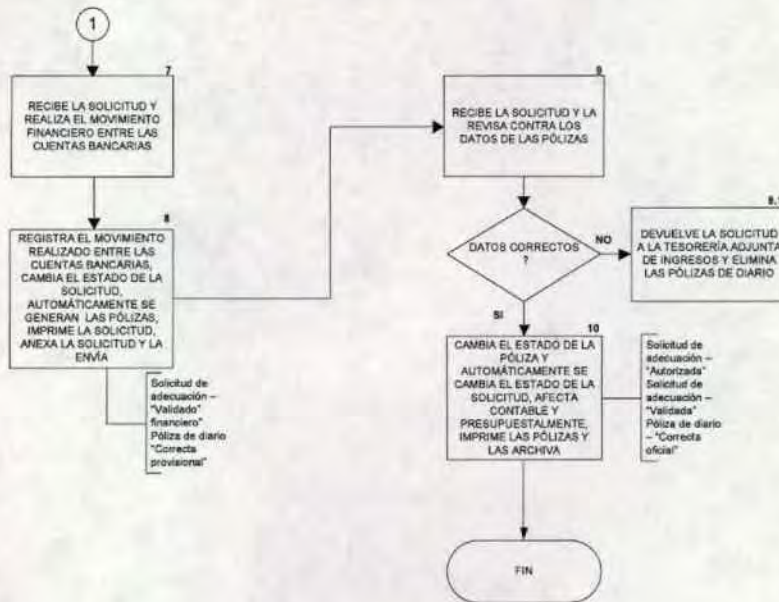 1
7
RECIBE LA SOLICITUD Y
REALIZA EL MOVIMIENTO
FINANCIERO ENTRE LAS
CUENTAS BANCARIAS
8
REGISTRA EL MOVIMIENTO
REALIZADO ENTRE LAS
CUENTAS BANCARIAS,
CAMBIA EL ESTADO DE LA
SOLICITUD,
AUTOMÁTICAMENTE SE
GENERAN LAS PÓLIZAS,
IMPRIME LA SOLICITUD,
ANEXA LA SOLICITUD Y LA
ENVÍA
Solicitud de
adecuación –
"Validado"
financiero"
Póliza de diario
"Correcta
provisional"
9
RECIBE LA SOLICITUD Y LA
REVISA CONTRA LOS
DATOS DE LAS PÓLIZAS
DATOS CORRECTOS
?
NO
SI
9.1
DEVUELVE LA SOLICITUD
A LA TESORERÍA ADJUNTA
DE INGRESOS Y ELIMINA
LAS PÓLIZAS DE DIARIO
10
CAMBIA EL ESTADO DE LA
PÓLIZA Y
AUTOMÁTICAMENTE SE
CAMBIA EL ESTADO DE LA
SOLICITUD, AFECTA
CONTABLE Y
PRESUPUESTALMENTE,
IMPRIME LAS PÓLIZAS Y
LAS ARCHIVA
Solicitud de
adecuación –
"Autorizada"
Solicitud de
adecuación –
"Validada"
Póliza de diario
– "Correcta
oficial"
FIN